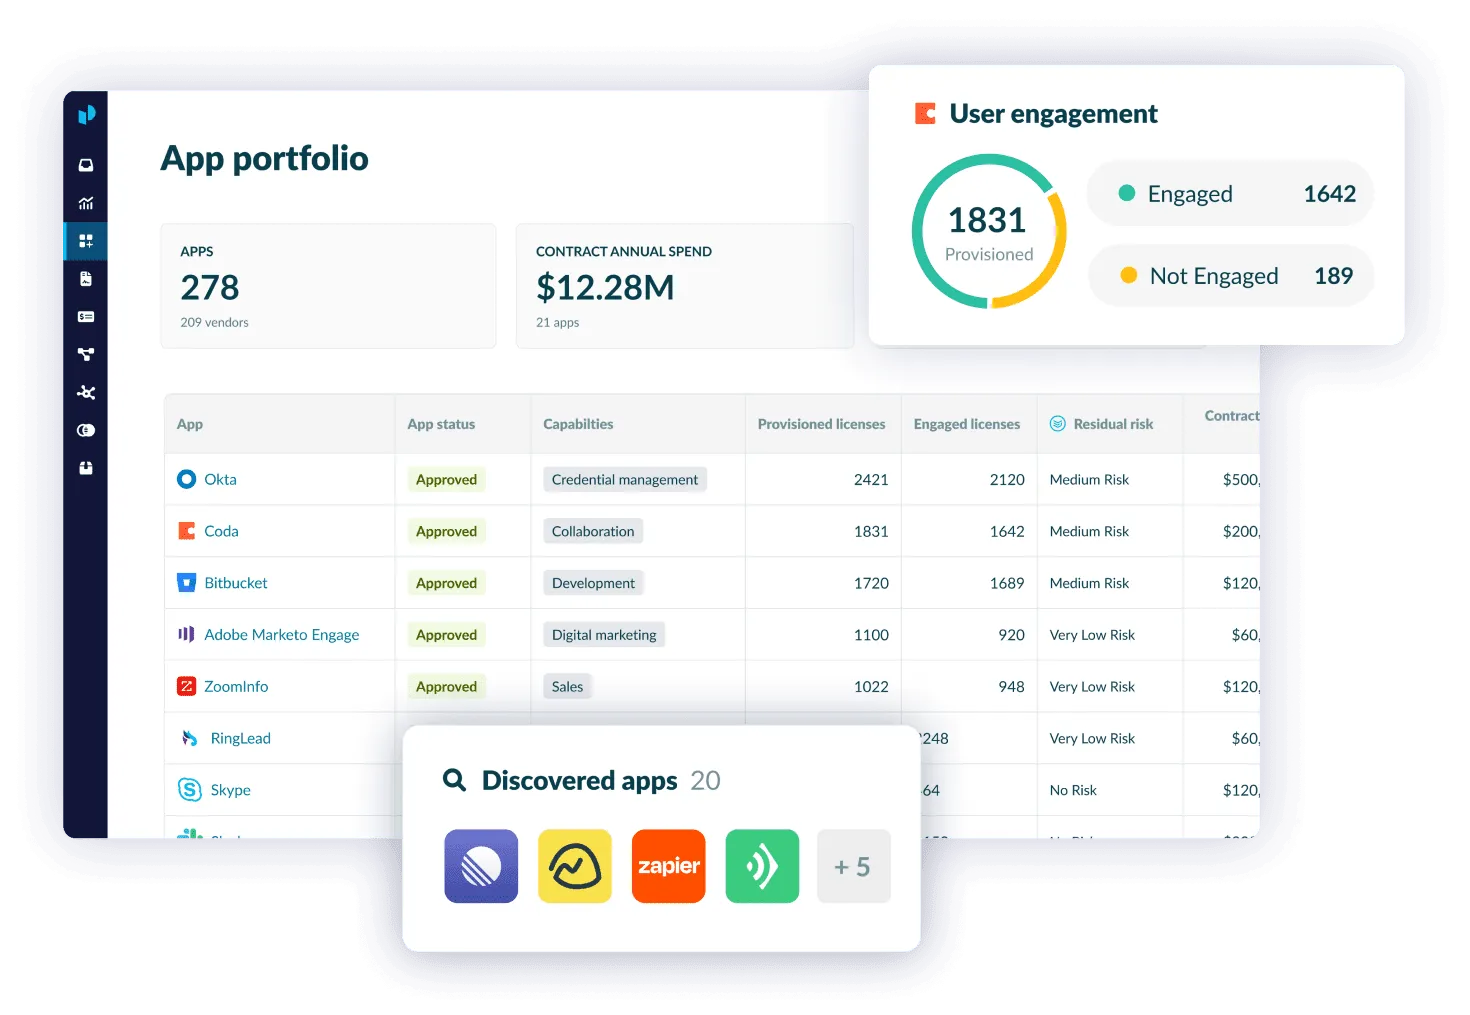 App portfolio
APPS
278
209 vendors
CONTRACT ANNUAL SPEND
$12.28M
21 apps
User engagement
1831
Provisioned
Engaged 1642
Not Engaged 189
App App status Capabilties Provisioned licenses Engaged licenses Residual risk Contract
Okta Approved Credential management 2421 2120 Medium Risk $500,
Coda Approved Collaboration 1831 1642 Medium Risk $200,
Bitbucket Approved Development 1720 1689 Medium Risk $120,
Adobe Marketo Engage Approved Digital marketing 1100 920 Very Low Risk $60,
ZoomInfo Approved Sales 1022 948 Very Low Risk $120,
RingLead 248 Very Low Risk $60,
Skype 64 No Risk $120,
Discovered apps 20
zapier
+ 5